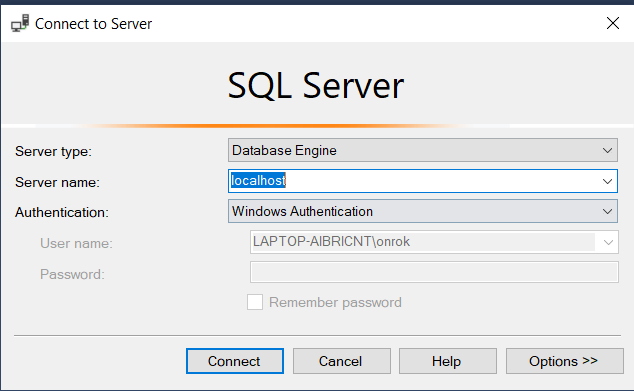 Connect to Server
SQL Server
Server type: Database Engine
Server name: localhost
Authentication: Windows Authentication
User name: LAPTOP-AIBRICNT\onrok
Password:
Remember password
Connect Cancel Help Options >>